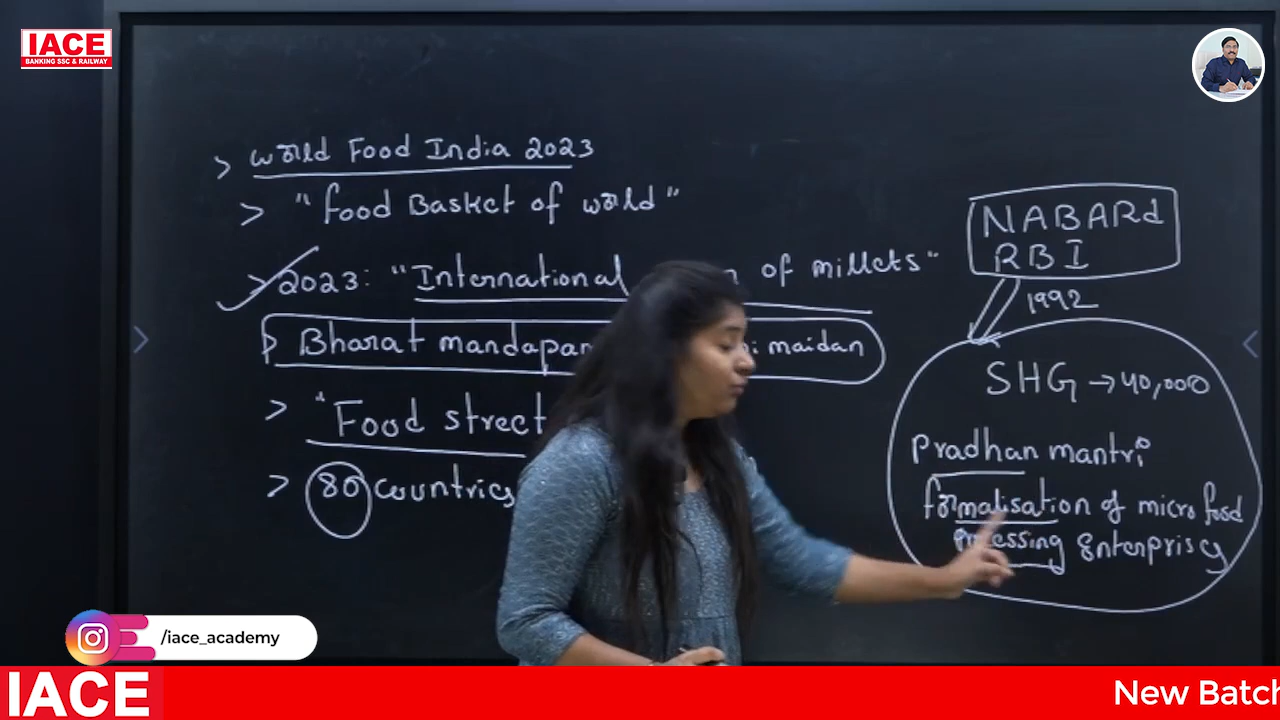 IACE
BANKING SSC & RAILWAY
> World Food India 2023
> "Food Basket of world"
> 2023: "International of millets"
> Bharat mandapam maidan
> "Food street
> 80 countries
NABARd
RBI
1992
SHG → 40,000
Pradhan mantri
formalisation of micro food
processing Enterprises
/iace_academy
IACE
New Batch